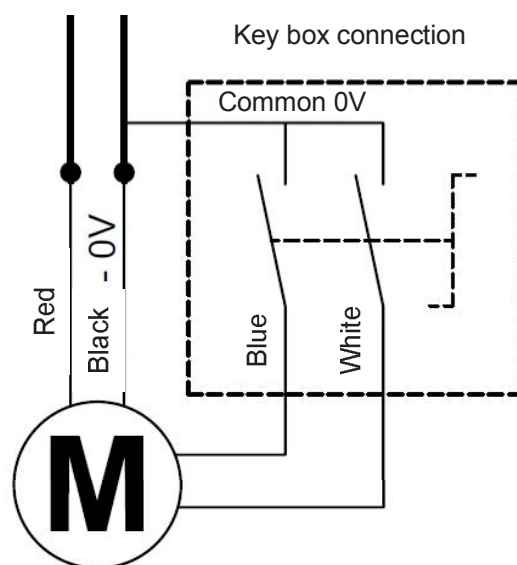 Key box connection
Common 0V
Red
Black - 0V
Blue
White
M